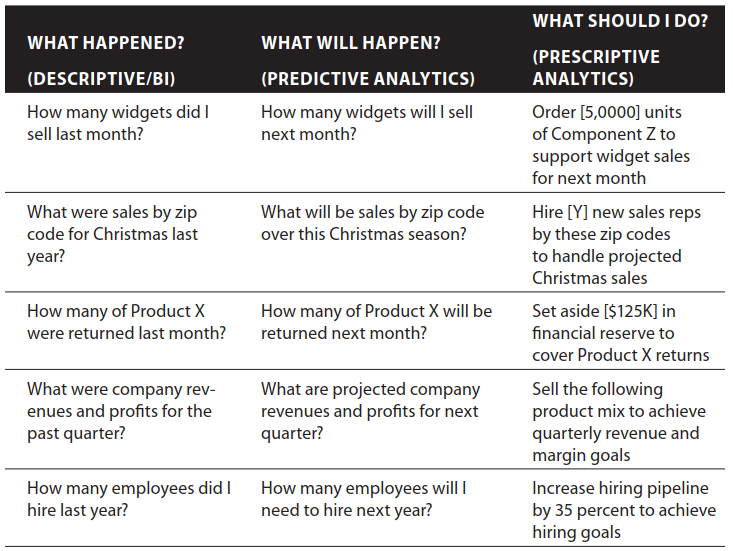 WHAT HAPPENED?
(DESCRIPTIVE/BI)
WHAT WILL HAPPEN?
(PREDICTIVE ANALYTICS)
WHAT SHOULD I DO?
(PRESCRIPTIVE
ANALYTICS)
How many widgets did I
sell last month?
How many widgets will I sell
next month?
Order [5,0000] units
of Component Z to
support widget sales
for next month
What were sales by zip
code for Christmas last
year?
What will be sales by zip code
over this Christmas season?
Hire [Y] new sales reps
by these zip codes
to handle projected
Christmas sales
How many of Product X
were returned last month?
How many of Product X will be
returned next month?
Set aside [$125K] in
financial reserve to
cover Product X returns
What were company rev-
enues and profits for the
past quarter?
What are projected company
revenues and profits for next
quarter?
Sell the following
product mix to achieve
quarterly revenue and
margin goals
How many employees did I
hire last year?
How many employees will I
need to hire next year?
Increase hiring pipeline
by 35 percent to achieve
hiring goals